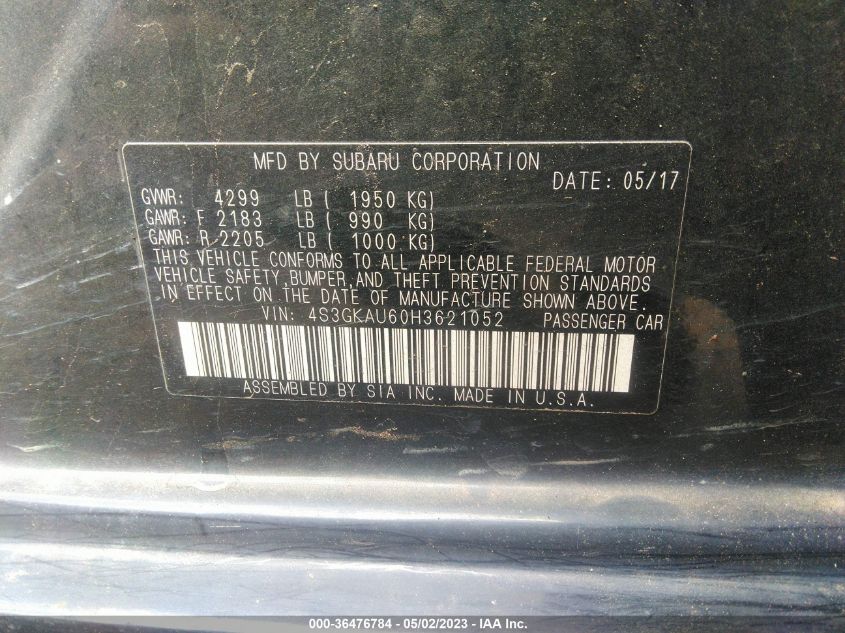 MFD BY SUBARU CORPORATION
DATE: 05/17
GVWR: 4299 LB ( 1950 KG)
GAWR: F 2183 LB ( 990 KG)
GAWR: R 2205 LB ( 1000 KG)
THIS VEHICLE CONFORMS TO ALL APPLICABLE FEDERAL MOTOR
VEHICLE SAFETY,BUMPER,AND THEFT PREVENTION STANDARDS
IN EFFECT ON THE DATE OF MANUFACTURE SHOWN ABOVE.
VIN: 4S3GKAU60H3621052 PASSENGER CAR
ASSEMBLED BY SIA INC. MADE IN U.S.A.
000-36476784 - 05/02/2023 - IAA Inc.